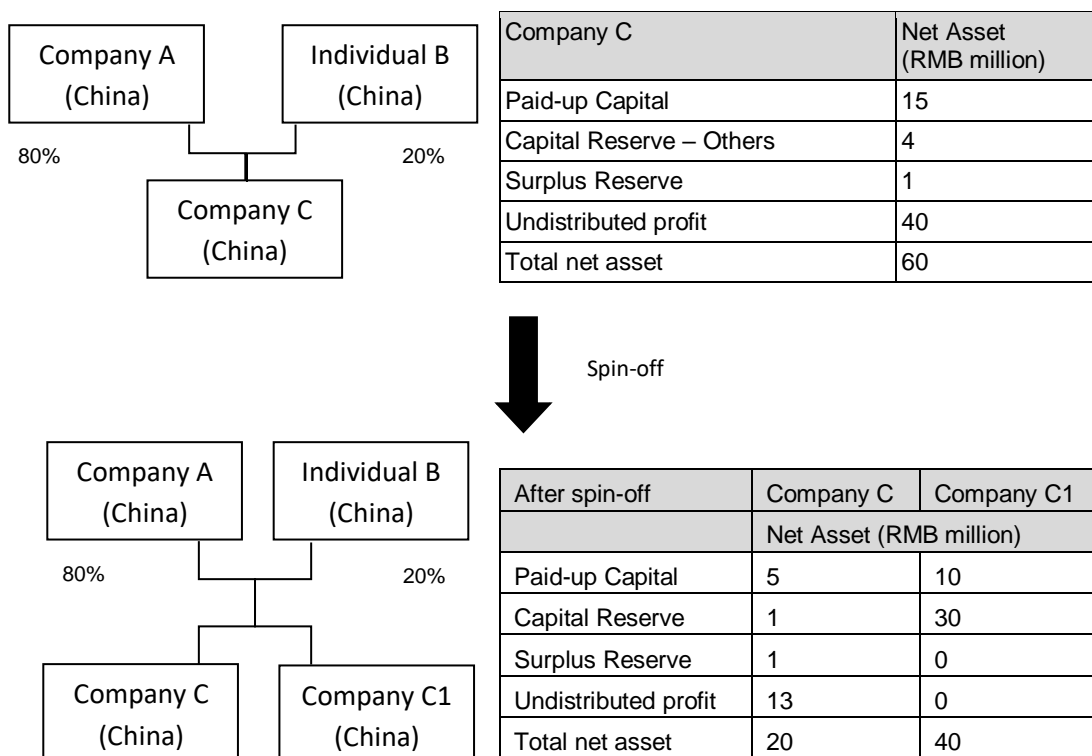 Company A
(China)
Individual B
(China)
80%
20%
Company C
(China)
Company C Net Asset
(RMB million)
Paid-up Capital 15
Capital Reserve – Others 4
Surplus Reserve 1
Undistributed profit 40
Total net asset 60
Spin-off
Company A
(China)
Individual B
(China)
80%
20%
Company C
(China)
Company C1
(China)
After spin-off Company C Company C1
Net Asset (RMB million)
Paid-up Capital 5 10
Capital Reserve 1 30
Surplus Reserve 1 0
Undistributed profit 13 0
Total net asset 20 40